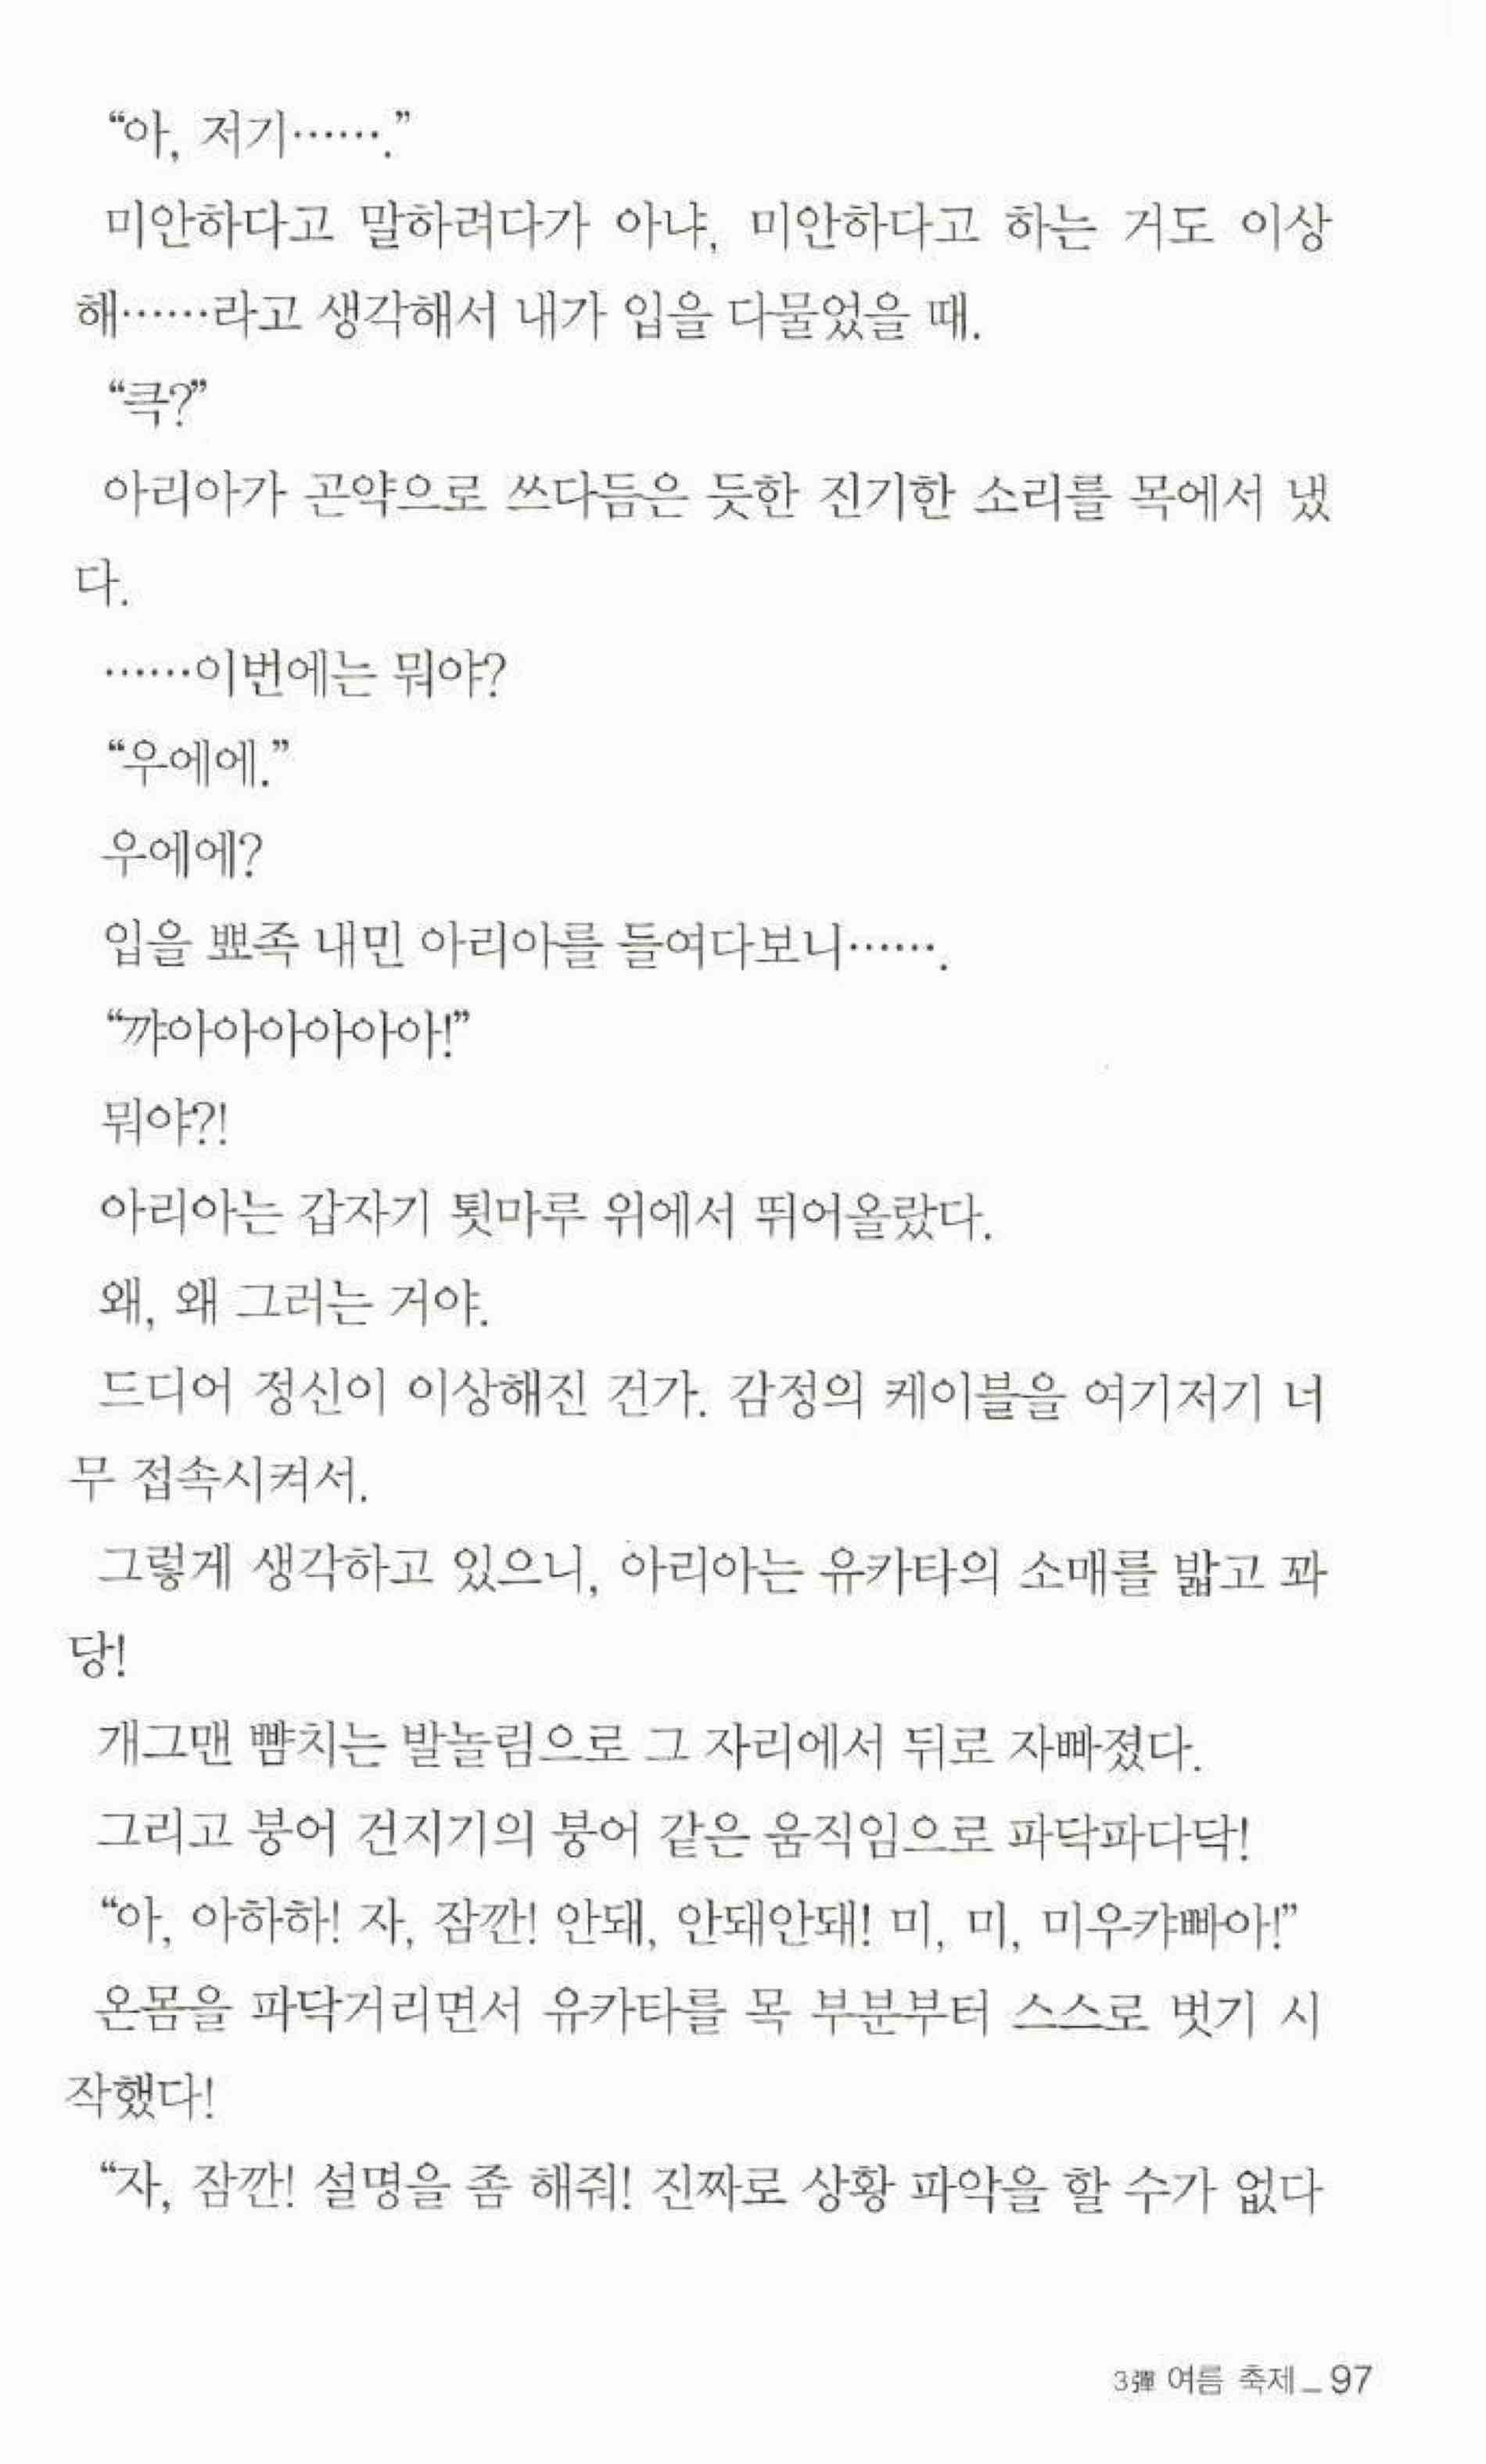 “아, 저기…….”
미안하다고 말하려다가 아냐, 미안하다고 하는 거도 이상
해……라고 생각해서 내가 입을 다물었을 때.
“큭?”
아리아가 곤약으로 쓰다듬은 듯한 진기한 소리를 목에서 냈
다.
……이번에는 뭐야?
“우에에.”
우에에?
입을 뾰족 내민 아리아를 들여다보니…….
“꺄아아아아아아!”
뭐야?!
아리아는 갑자기 툇마루 위에서 뛰어올랐다.
왜, 왜 그러는 거야.
드디어 정신이 이상해진 건가. 감정의 케이블을 여기저기 너
무 접속시켜서.
그렇게 생각하고 있으니, 아리아는 유카타의 소매를 밟고 꽈
당!
개그맨 뺨치는 발놀림으로 그 자리에서 뒤로 자빠졌다.
그리고 붕어 건지기의 붕어 같은 움직임으로 파닥파다닥!
“아, 아하하! 자, 잠깐! 안돼, 안돼안돼! 미, 미, 미우캬빠아!”
온몸을 파닥거리면서 유카타를 목 부분부터 스스로 벗기 시
작했다!
“자, 잠깐! 설명을 좀 해줘! 진짜로 상황 파악을 할 수가 없다
3彈 여름 축제_97